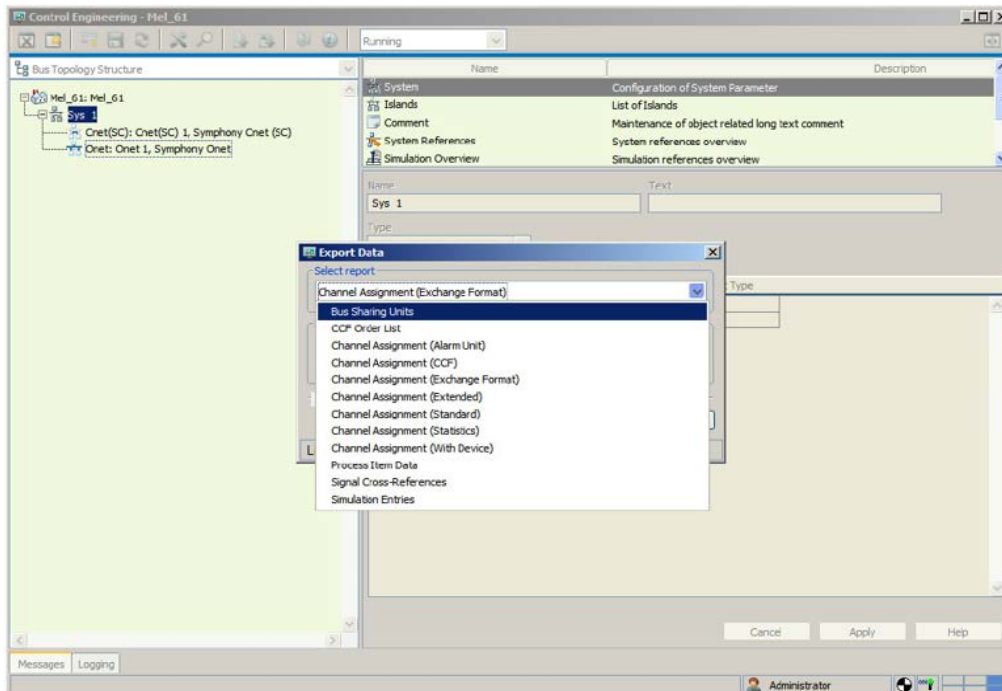 Control Engineering - Mel_61
Running
Bus Topology Structure
Name Description
Mel_61: Mel_61
Sys 1
Cnet(SC): Cnet(SC) 1, Symphony Cnet (SC)
Onet: Onet 1, Symphony Onet
System Configuration of System Parameter
Islands List of Islands
Comment Maintenance of object related long text comment
System References System references overview
Simulation Overview Simulation references overview
Name Text
Sys 1
Type
Export Data
Select report
Channel Assignment (Exchange Format)
Type
Bus Sharing Units
CCF Order List
Channel Assignment (Alarm Unit)
Channel Assignment (CCF)
Channel Assignment (Exchange Format)
Channel Assignment (Extended)
Channel Assignment (Standard)
Channel Assignment (Statistics)
Channel Assignment (With Device)
Process Item Data
Signal Cross-References
Simulation Entries
Cancel Apply Help
Messages Logging
Administrator